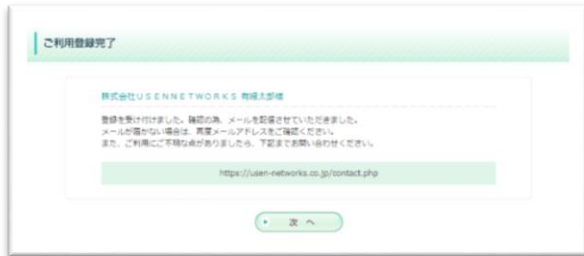 ご利用登録完了
株式会社USENNETWORKS 有線太郎様
登録を受け付けました。確認の為、メールを配信させていただきました。
メールが届かない場合は、再度メールアドレスをご確認ください。
また、ご利用にご不明な点がありましたら、下記までお問い合わせください。
https://usen-networks.co.jp/contact.php
次 へ